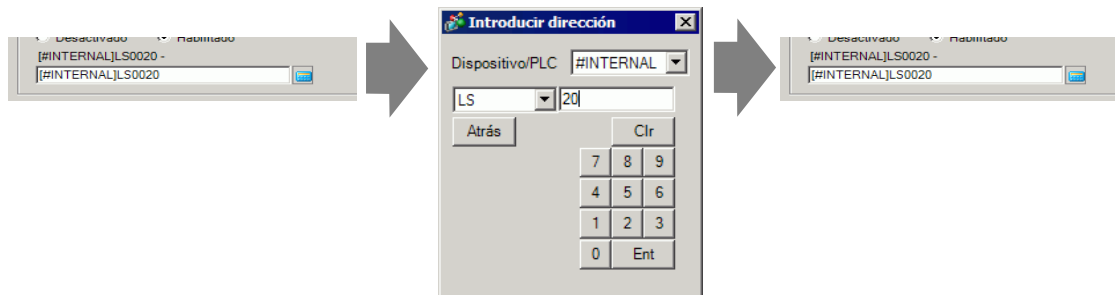 Desactivado Habilitado
[#INTERNAL]LS0020 -
[#INTERNAL]LS0020
Introducir dirección
Dispositivo/PLC #INTERNAL
LS 20
Atrás Clr
7 8 9
4 5 6
1 2 3
0 Ent
Desactivado Habilitado
[#INTERNAL]LS0020 -
[#INTERNAL]LS0020